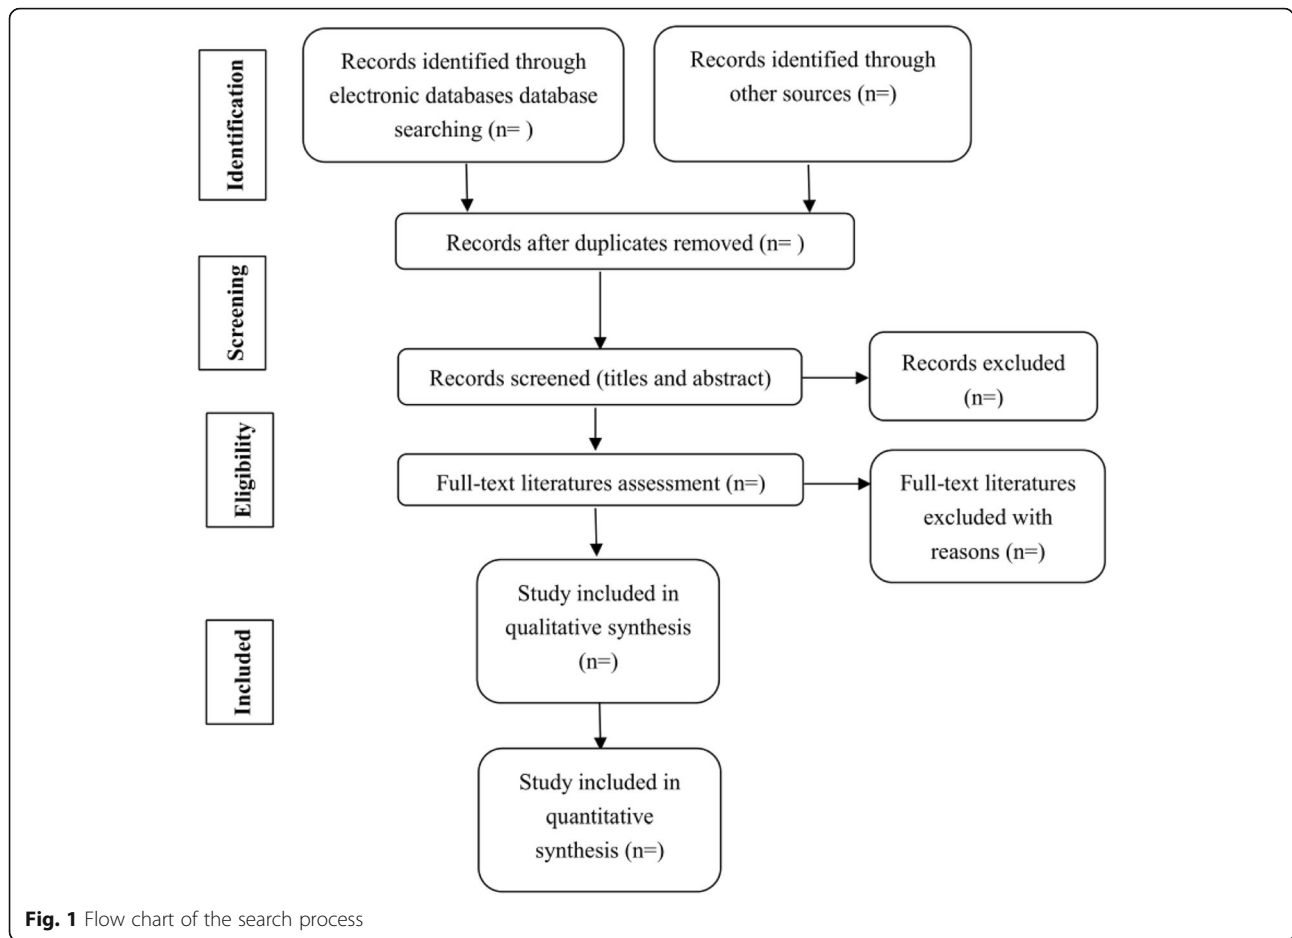 Identification
Records identified through
electronic databases database
searching (n= )
Records identified through
other sources (n=)
Records after duplicates removed (n= )
Screening
Records screened (titles and abstract)
Records excluded
(n=)
Eligibility
Full-text literatures assessment (n=)
Full-text literatures
excluded with
reasons (n=)
Study included in
qualitative synthesis
(n=)
Included
Study included in
quantitative
synthesis (n=)
Fig. 1 Flow chart of the search process